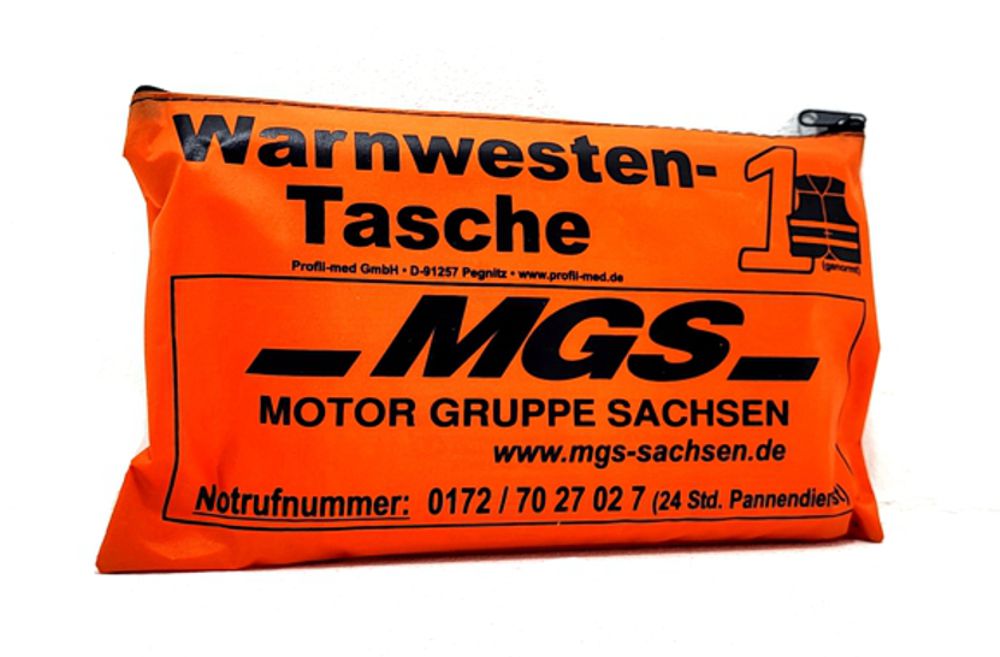 Warnwesten-
Tasche
1
(genormt)
Profil-med GmbH • D-91257 Pegnitz • www.profil-med.de
MGS
MOTOR GRUPPE SACHSEN
www.mgs-sachsen.de
Notrufnummer: 0172 / 70 27 02 7 (24 Std. Pannendienst)